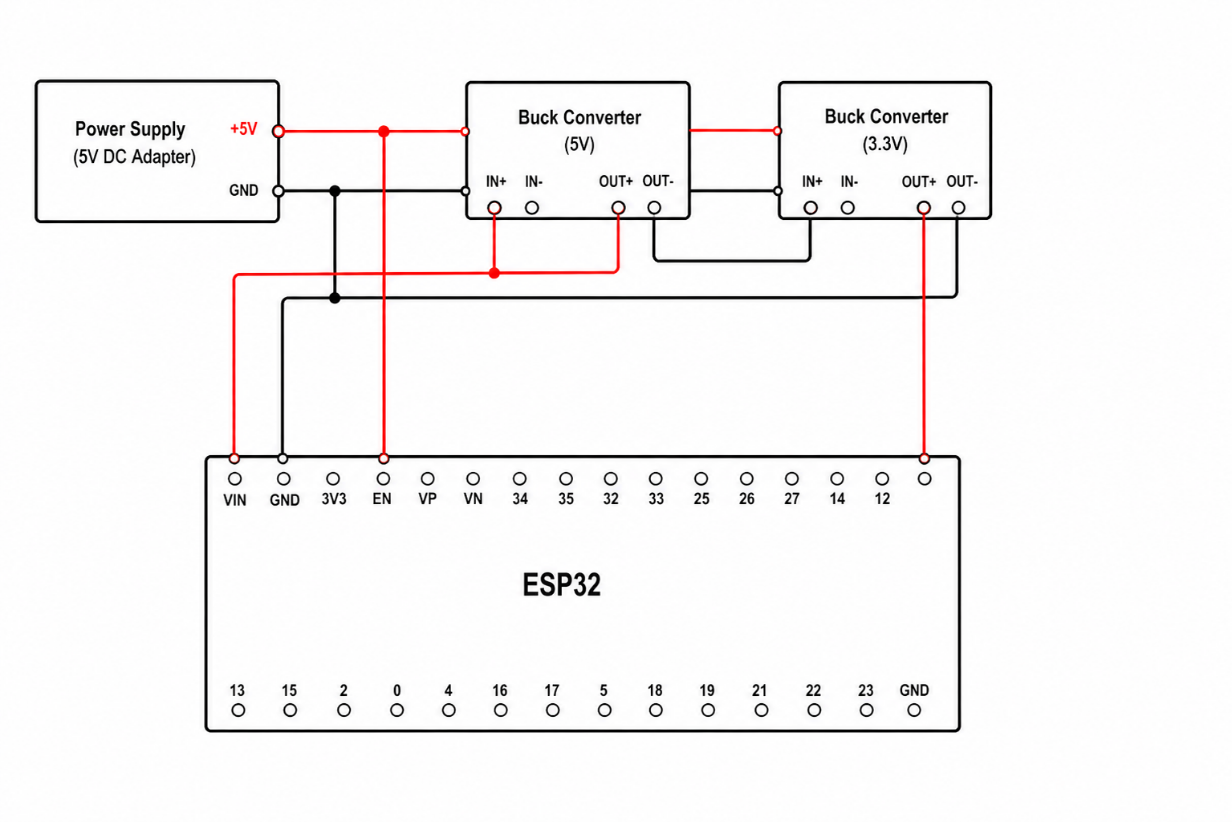 Power Supply
(5V DC Adapter)
+5V
GND
Buck Converter
(5V)
IN+ IN- OUT+ OUT-
Buck Converter
(3.3V)
IN+ IN- OUT+ OUT-
VIN GND 3V3 EN VP VN 34 35 32 33 25 26 27 14 12
ESP32
13 15 2 0 4 16 17 5 18 19 21 22 23 GND